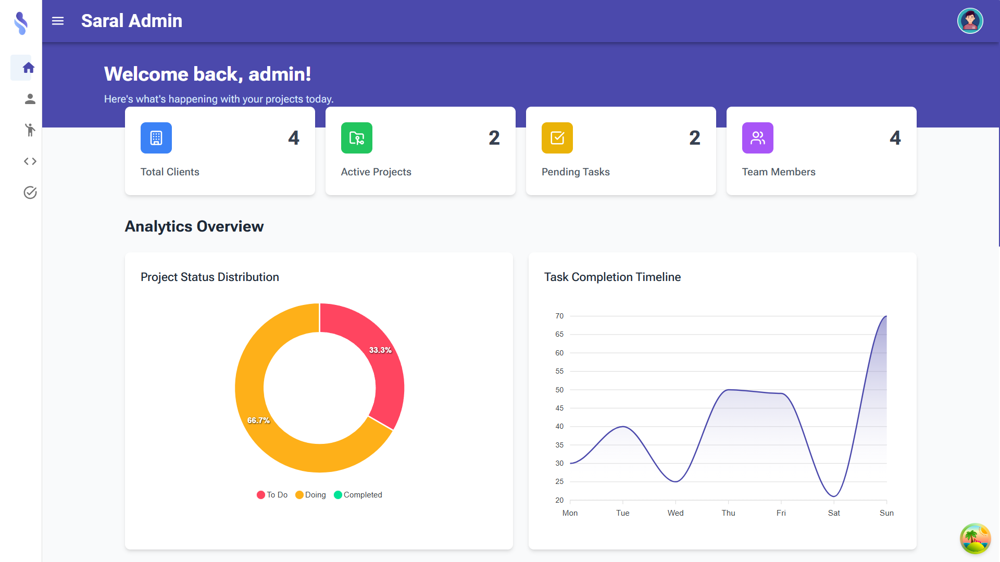 Saral Admin
Welcome back, admin!
Here's what's happening with your projects today.
4
Total Clients
2
Active Projects
2
Pending Tasks
4
Team Members
Analytics Overview
Project Status Distribution
33.3%
66.7%
To Do Doing Completed
Task Completion Timeline
70
65
60
55
50
45
40
35
30
25
20
Mon Tue Wed Thu Fri Sat Sun